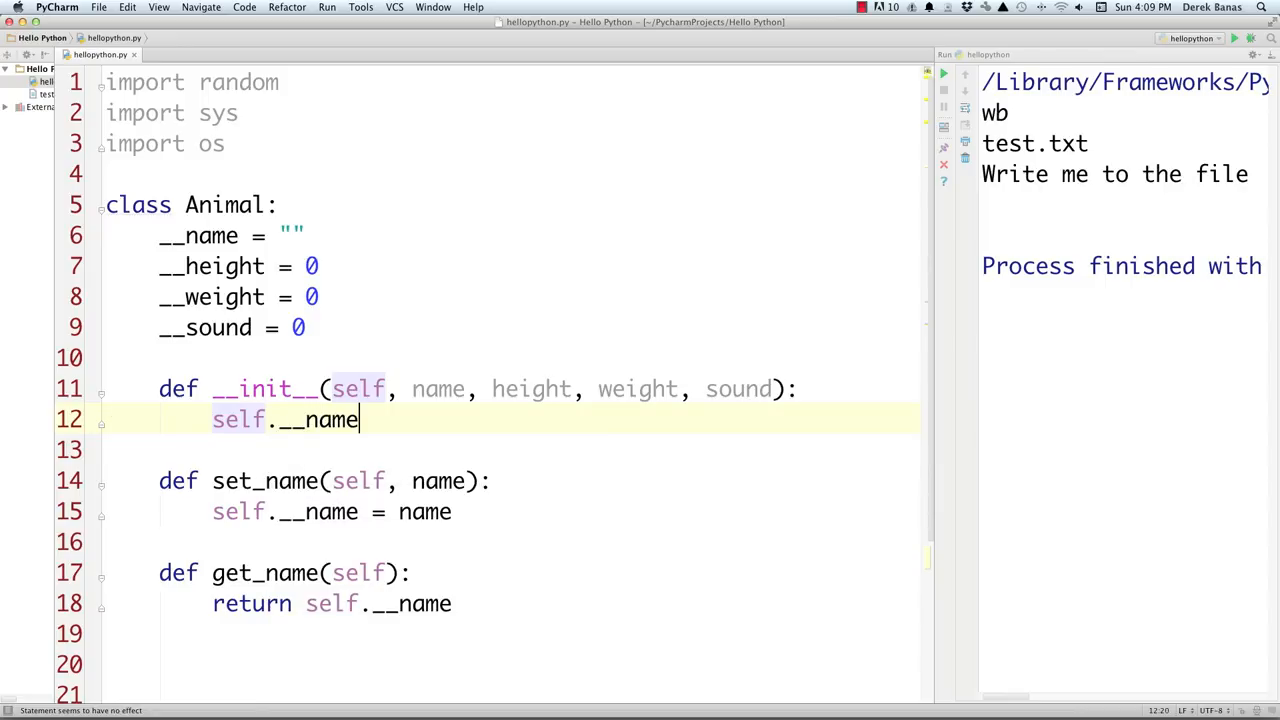 PyCharm File Edit View Navigate Code Refactor Run Tools VCS Window Help 10 Sun 4:09 PM Derek Banas
hellopython.py – Hello Python – [~/PycharmProjects/Hello Python]
Hello Python hellopython.py hellopython
hellopython.py Run hellopython
Hello P
hell
test
Externa
1 import random
2 import sys
3 import os
4
5 class Animal:
6 __name = ""
7 __height = 0
8 __weight = 0
9 __sound = 0
10
11 def __init__(self, name, height, weight, sound):
12 self.__name
13
14 def set_name(self, name):
15 self.__name = name
16
17 def get_name(self):
18 return self.__name
19
20
21
/Library/Frameworks/Py
wb
test.txt
Write me to the file
Process finished with
Statement seems to have no effect 12:20 LF UTF-8